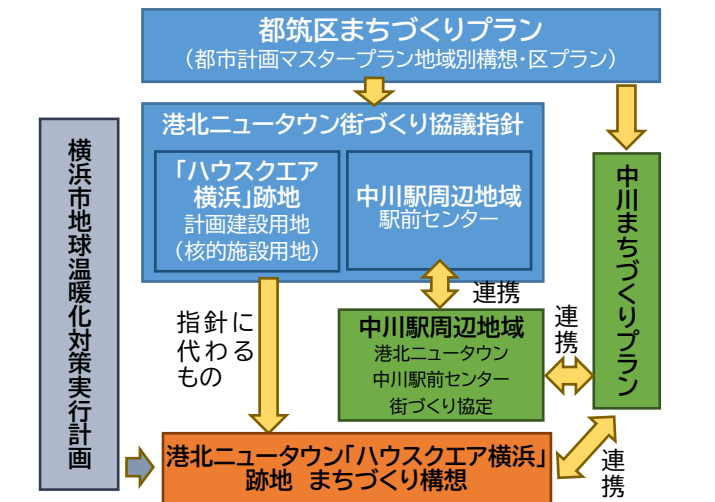 都筑区まちづくりプラン
（都市計画マスタープラン地域別構想・区プラン）
港北ニュータウン街づくり協議指針
「ハウスクエア
横浜」跡地
計画建設用地
（核的施設用地）
中川駅周辺地域
駅前センター
横浜市地球温暖化対策実行計画
中川まちづくりプラン
連携
指針に
代わる
もの
中川駅周辺地域
港北ニュータウン
中川駅前センター
街づくり協定
連携
港北ニュータウン「ハウスクエア横浜」
跡地　まちづくり構想
連携